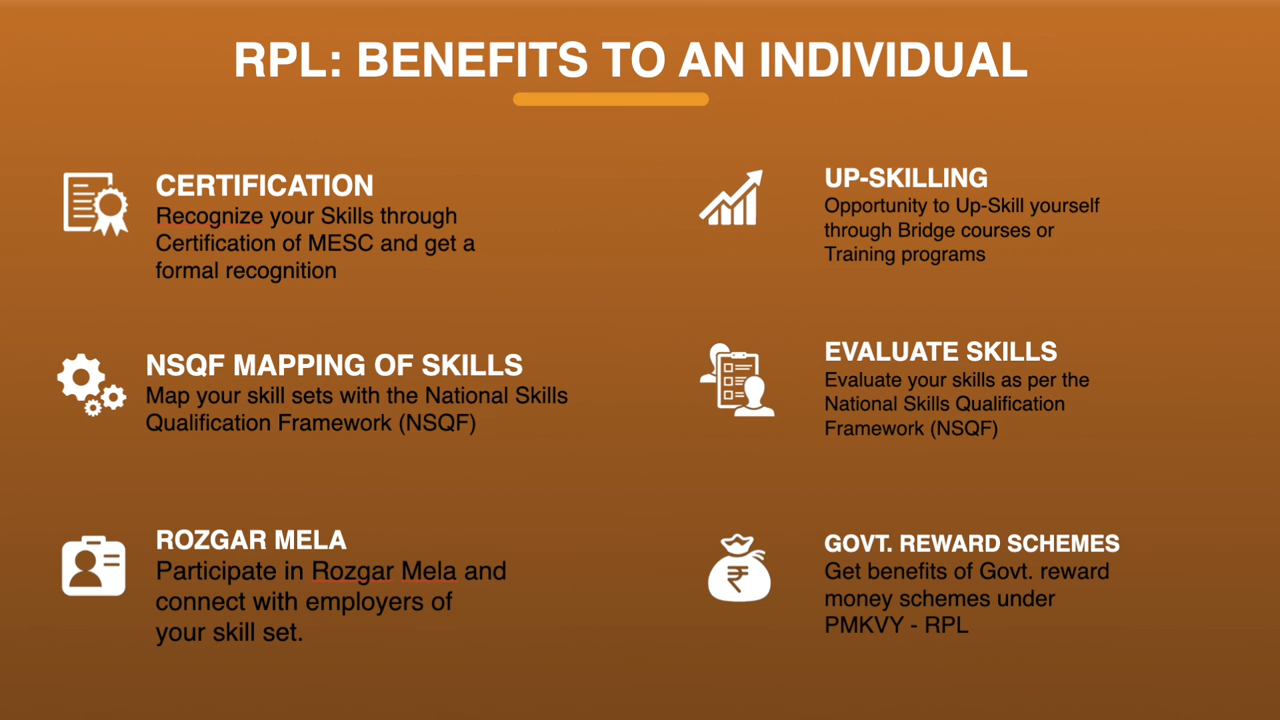 RPL: BENEFITS TO AN INDIVIDUAL
CERTIFICATION
Recognize your Skills through
Certification of MESC and get a
formal recognition
UP-SKILLING
Opportunity to Up-Skill yourself
through Bridge courses or
Training programs
NSQF MAPPING OF SKILLS
Map your skill sets with the National Skills
Qualification Framework (NSQF)
EVALUATE SKILLS
Evaluate your skills as per the
National Skills Qualification
Framework (NSQF)
ROZGAR MELA
Participate in Rozgar Mela and
connect with employers of
your skill set.
GOVT. REWARD SCHEMES
Get benefits of Govt. reward
money schemes under
PMKVY - RPL
₹